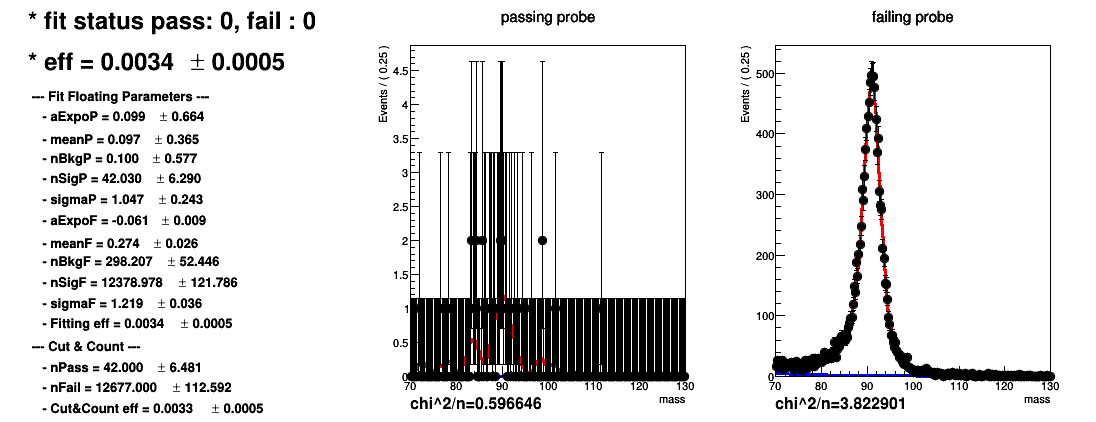 * fit status pass: 0, fail : 0
* eff = 0.0034 ± 0.0005
--- Fit Floating Parameters ---
- aExpoP = 0.099 ± 0.664
- meanP = 0.097 ± 0.365
- nBkgP = 0.100 ± 0.577
- nSigP = 42.030 ± 6.290
- sigmaP = 1.047 ± 0.243
- aExpoF = -0.061 ± 0.009
- meanF = 0.274 ± 0.026
- nBkgF = 298.207 ± 52.446
- nSigF = 12378.978 ± 121.786
- sigmaF = 1.219 ± 0.036
- Fitting eff = 0.0034 ± 0.0005
--- Cut & Count ---
- nPass = 42.000 ± 6.481
- nFail = 12677.000 ± 112.592
- Cut&Count eff = 0.0033 ± 0.0005
passing probe
Events / ( 0.25 )
4.5
4
3.5
3
2.5
2
1.5
1
0.5
0
70 80 90 100 110 120 130
mass
chi^2/n=0.596646
failing probe
Events / ( 0.25 )
500
400
300
200
100
0
70 80 90 100 110 120 130
mass
chi^2/n=3.822901